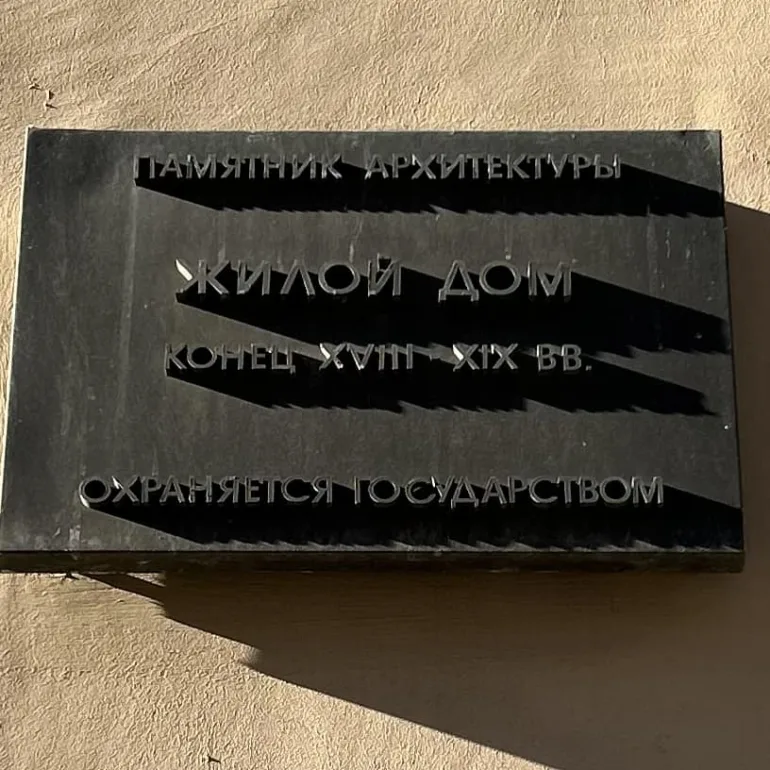 ПАМЯТНИК АРХИТЕКТУРЫ
ЖИЛОЙ ДОМ
КОНЕЦ XVIII - XIX ВВ.
ОХРАНЯЕТСЯ ГОСУДАРСТВОМ